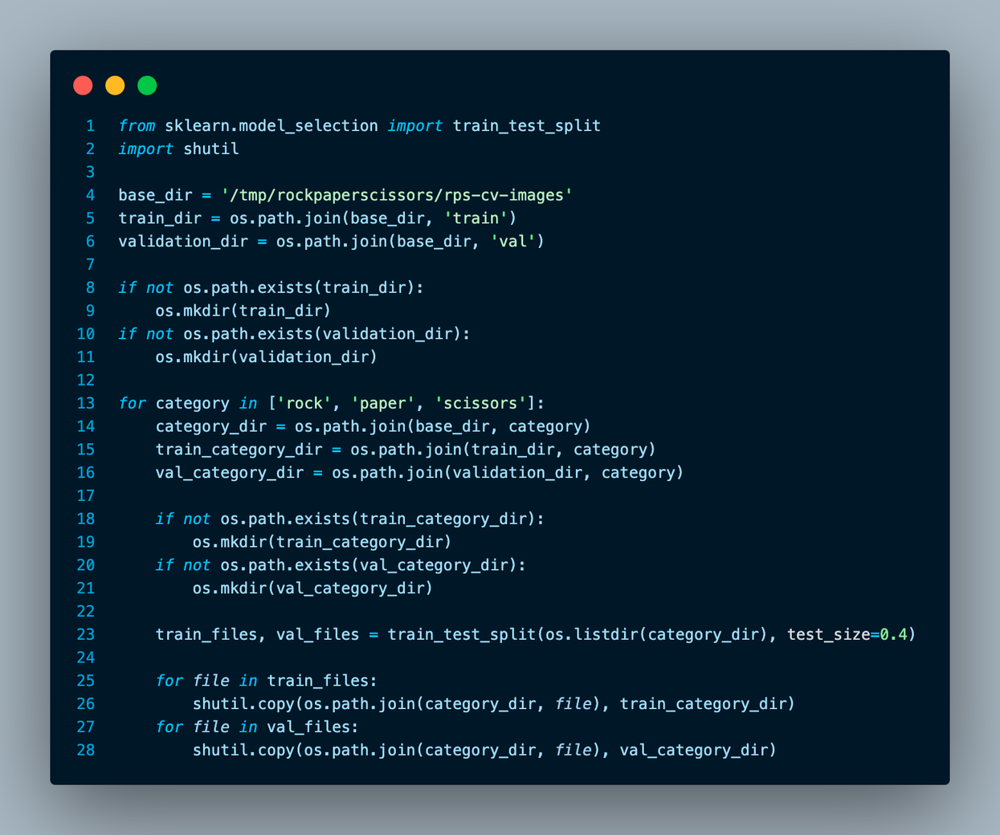 1 from sklearn.model_selection import train_test_split
2 import shutil
3
4 base_dir = '/tmp/rockpaperscissors/rps-cv-images'
5 train_dir = os.path.join(base_dir, 'train')
6 validation_dir = os.path.join(base_dir, 'val')
7
8 if not os.path.exists(train_dir):
9     os.mkdir(train_dir)
10 if not os.path.exists(validation_dir):
11     os.mkdir(validation_dir)
12
13 for category in ['rock', 'paper', 'scissors']:
14     category_dir = os.path.join(base_dir, category)
15     train_category_dir = os.path.join(train_dir, category)
16     val_category_dir = os.path.join(validation_dir, category)
17
18     if not os.path.exists(train_category_dir):
19         os.mkdir(train_category_dir)
20     if not os.path.exists(val_category_dir):
21         os.mkdir(val_category_dir)
22
23     train_files, val_files = train_test_split(os.listdir(category_dir), test_size=0.4)
24
25     for file in train_files:
26         shutil.copy(os.path.join(category_dir, file), train_category_dir)
27     for file in val_files:
28         shutil.copy(os.path.join(category_dir, file), val_category_dir)